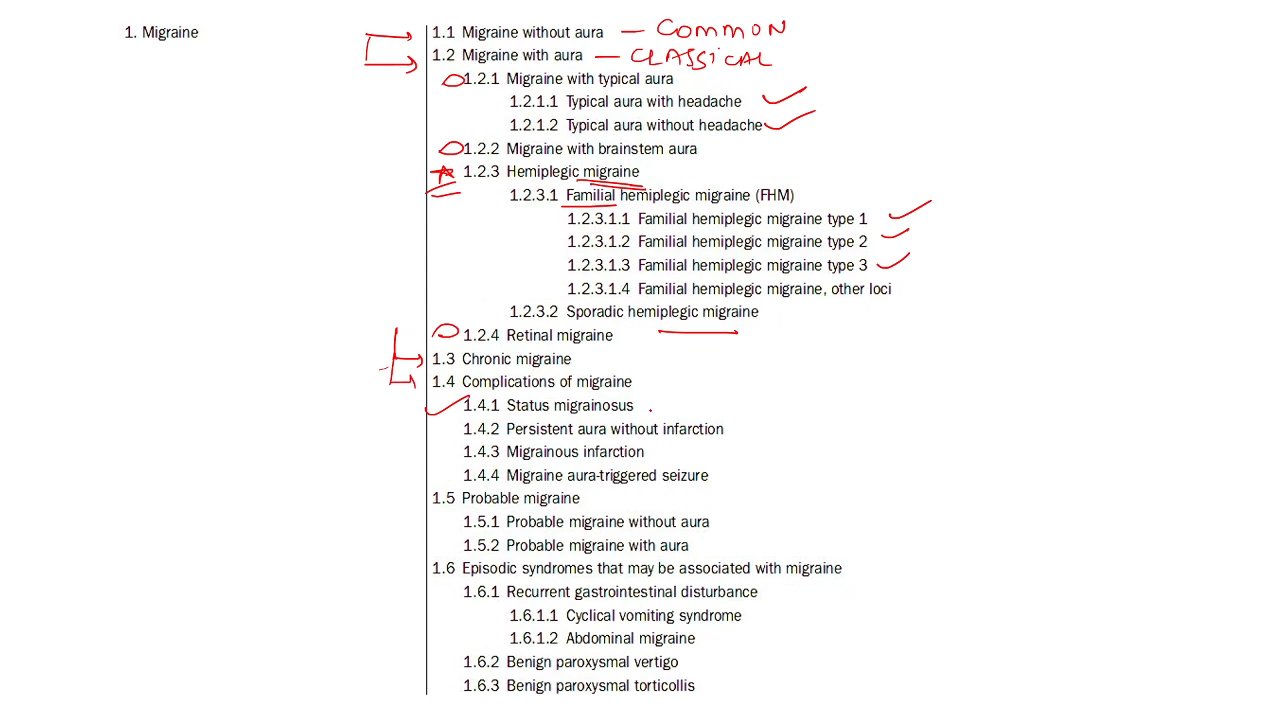 1. Migraine
1.1 Migraine without aura — COMMON
1.2 Migraine with aura — CLASSICAL
1.2.1 Migraine with typical aura
1.2.1.1 Typical aura with headache
1.2.1.2 Typical aura without headache
1.2.2 Migraine with brainstem aura
1.2.3 Hemiplegic migraine
1.2.3.1 Familial hemiplegic migraine (FHM)
1.2.3.1.1 Familial hemiplegic migraine type 1
1.2.3.1.2 Familial hemiplegic migraine type 2
1.2.3.1.3 Familial hemiplegic migraine type 3
1.2.3.1.4 Familial hemiplegic migraine, other loci
1.2.3.2 Sporadic hemiplegic migraine
1.2.4 Retinal migraine
1.3 Chronic migraine
1.4 Complications of migraine
1.4.1 Status migrainosus
1.4.2 Persistent aura without infarction
1.4.3 Migrainous infarction
1.4.4 Migraine aura-triggered seizure
1.5 Probable migraine
1.5.1 Probable migraine without aura
1.5.2 Probable migraine with aura
1.6 Episodic syndromes that may be associated with migraine
1.6.1 Recurrent gastrointestinal disturbance
1.6.1.1 Cyclical vomiting syndrome
1.6.1.2 Abdominal migraine
1.6.2 Benign paroxysmal vertigo
1.6.3 Benign paroxysmal torticollis